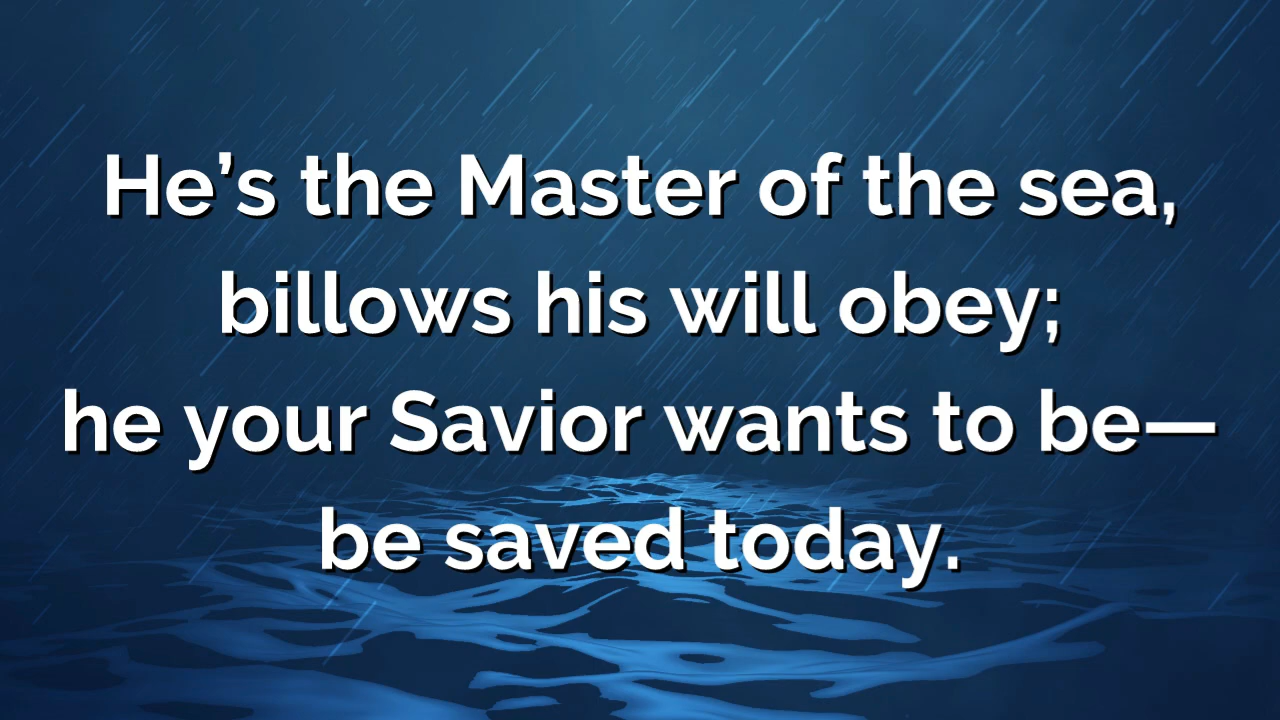 He’s the Master of the sea,
billows his will obey;
he your Savior wants to be—
be saved today.